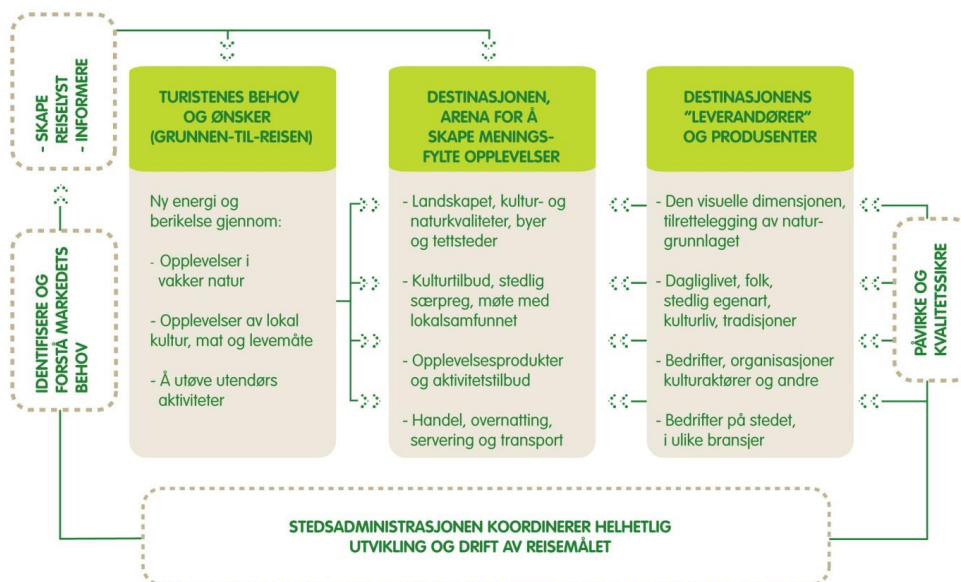 - SKAPE
REISELYST
- INFORMERE
IDENTIFISERE OG
FORSTÅ MARKEDETS
BEHOV
TURISTENES BEHOV
OG ØNSKER
(GRUNNEN-TIL-REISEN)
Ny energi og
berikelse gjennom:
- Opplevelser i
vakker natur
- Opplevelser av lokal
kultur, mat og levemåte
- Å utøve utendørs
aktiviteter
DESTINASJONEN,
ARENA FOR Å
SKAPE MENINGS-
FYLTE OPPLEVELSER
- Landskapet, kultur- og
naturkvaliteter, byer
og tettsteder
- Kulturtilbud, stedlig
særpreg, møte med
lokalsamfunnet
- Opplevelsesprodukter
og aktivitetstilbud
- Handel, overnatting,
servering og transport
DESTINASJONENS
”LEVERANDØRER”
OG PRODUSENTER
- Den visuelle dimensjonen,
tilrettelegging av natur-
grunnlaget
- Dagliglivet, folk,
stedlig egenart,
kulturliv, tradisjoner
- Bedrifter, organisasjoner
kulturaktører og andre
- Bedrifter på stedet,
i ulike bransjer
PÅVIRKE OG
KVALITETSSIKRE
STEDSADMINISTRASJONEN KOORDINERER HELHETLIG
UTVIKLING OG DRIFT AV REISEMÅLET